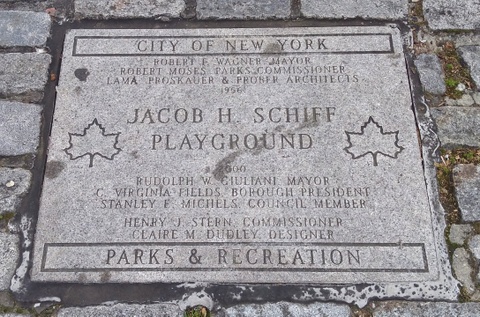 CITY OF NEW YORK
ROBERT F. WAGNER, MAYOR
ROBERT MOSES, PARKS COMMISSIONER
LAMA, PROSKAUER & PROBER ARCHITECTS
1956
JACOB H. SCHIFF
PLAYGROUND
2000
RUDOLPH W. GIULIANI, MAYOR
C. VIRGINIA FIELDS, BOROUGH PRESIDENT
STANLEY E. MICHELS, COUNCIL MEMBER
HENRY J. STERN, COMMISSIONER
CLAIRE M. DUDLEY, DESIGNER
PARKS & RECREATION